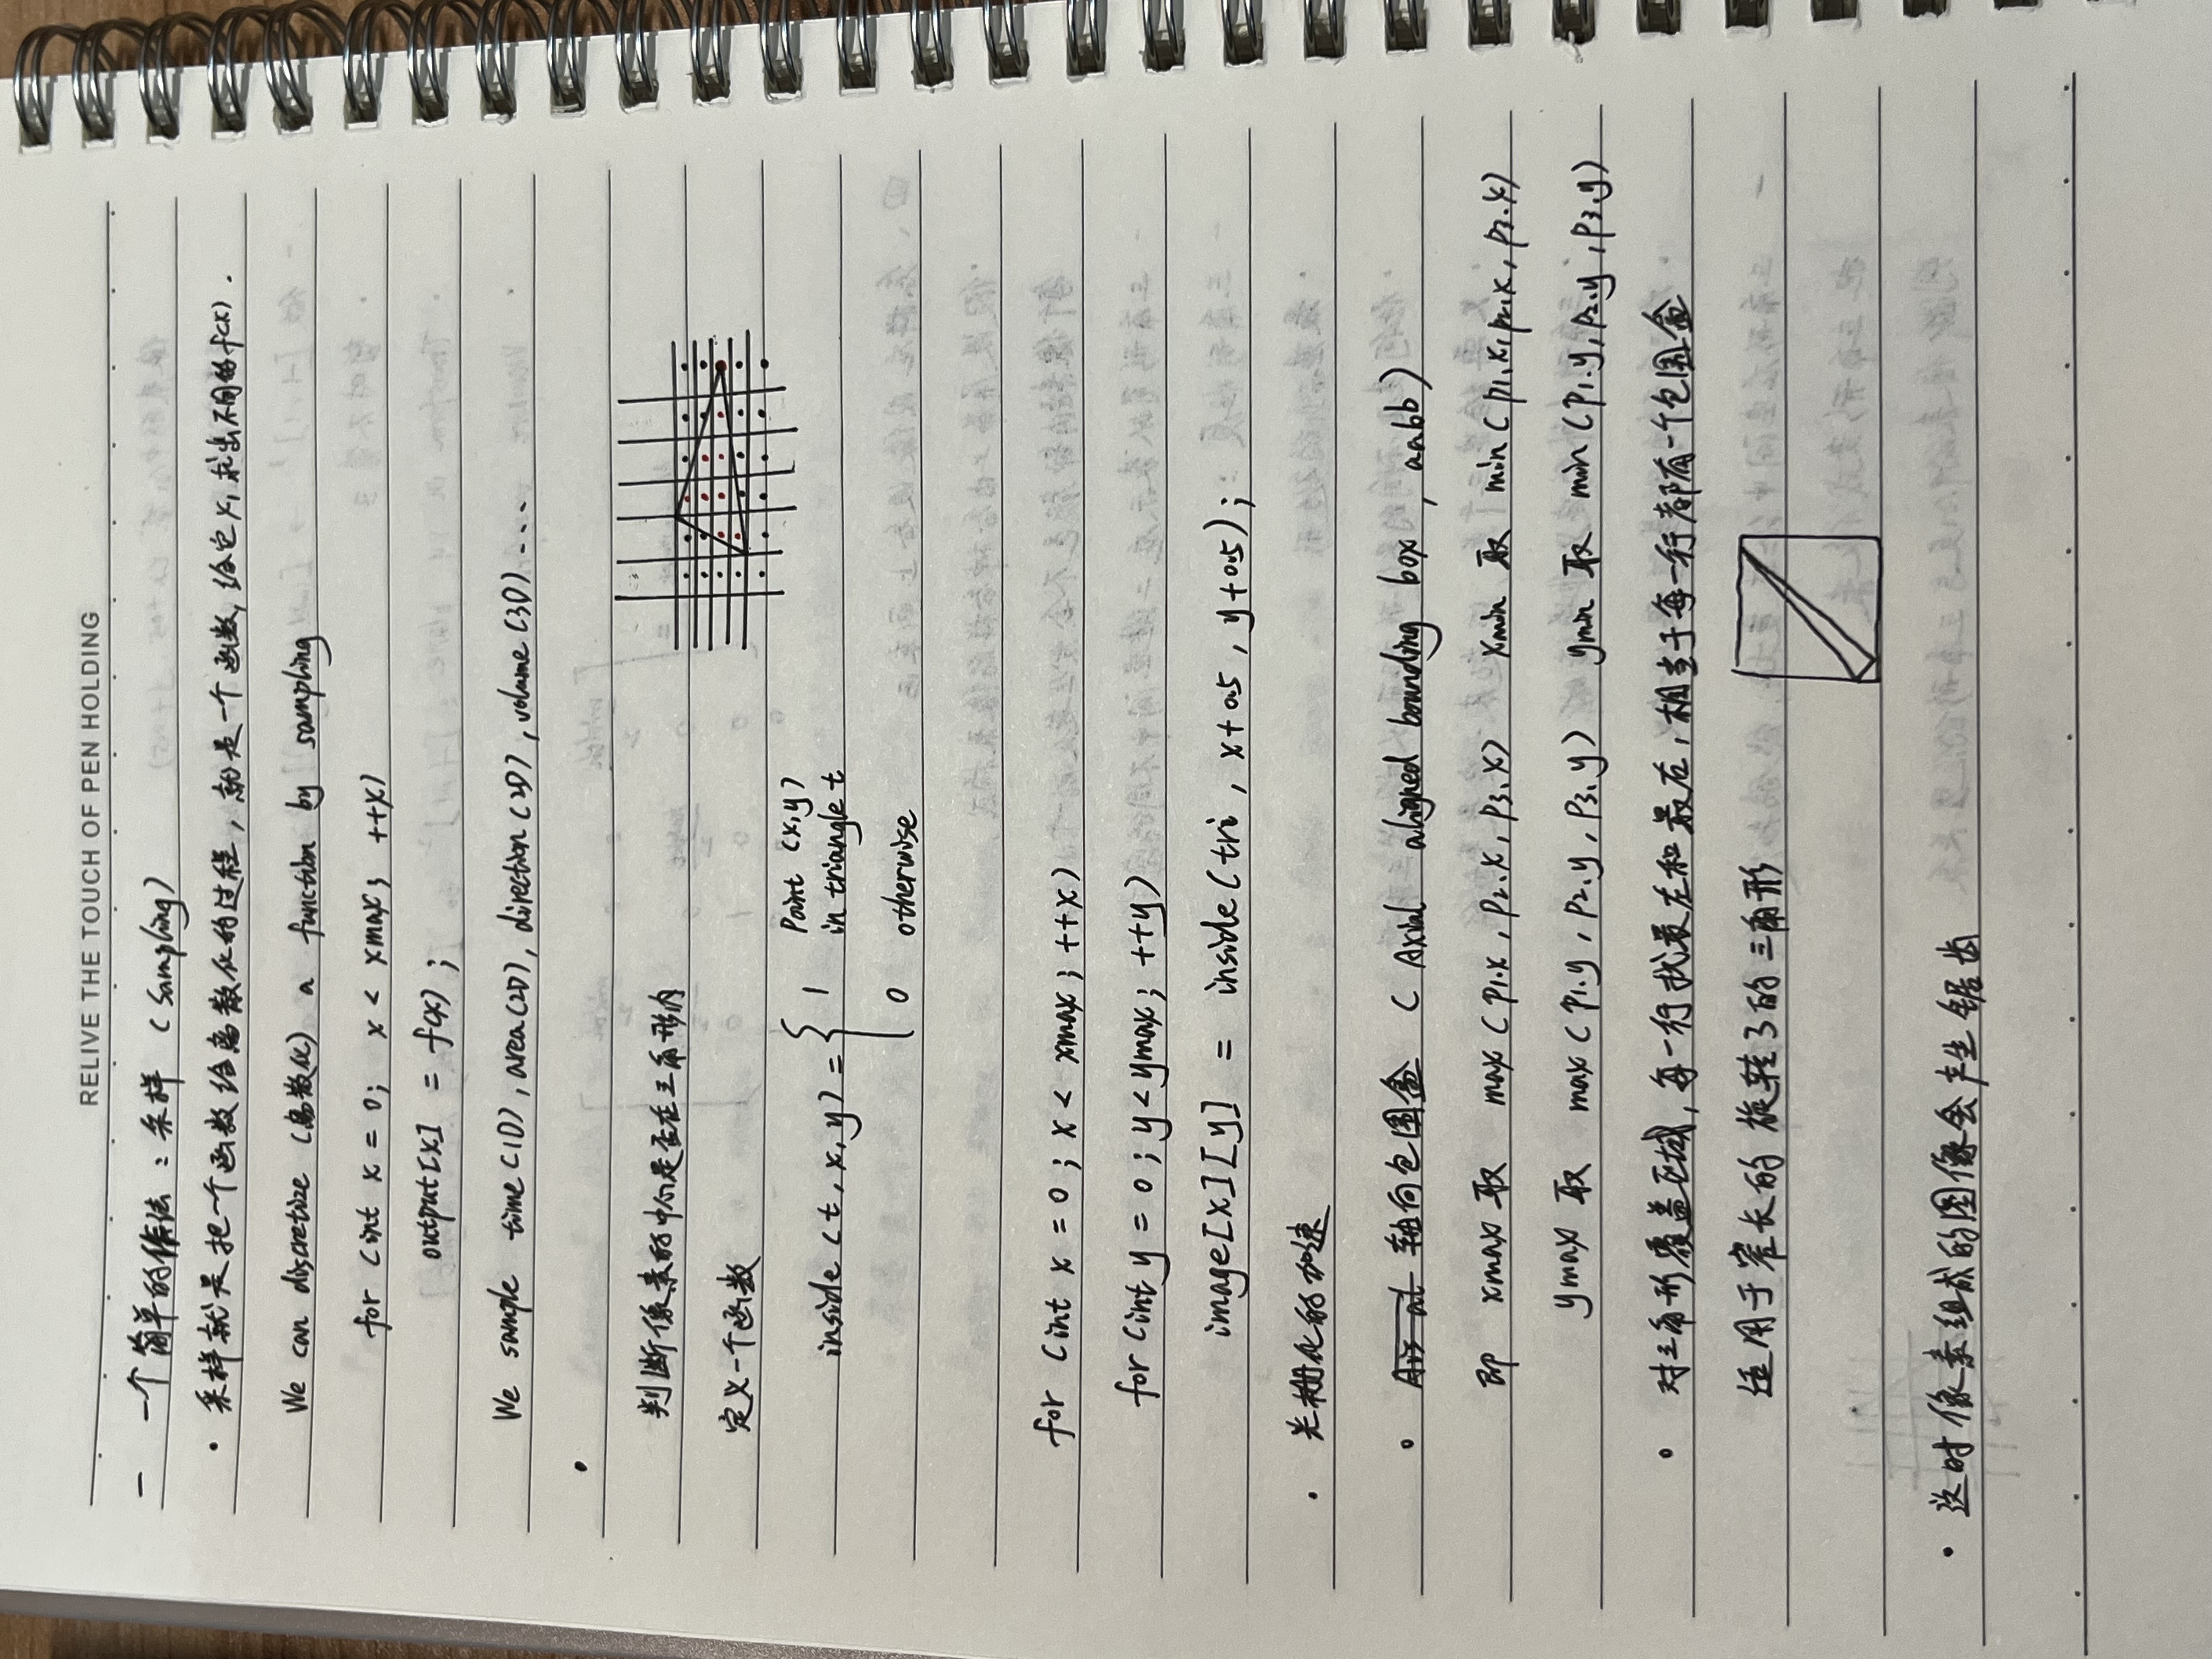 RELIVE THE TOUCH OF PEN HOLDING
一 一个简单的做法：采样 (Sampling)
· 采样就是把一个函数给离散化的过程，就是一个函数，给它x，求出不同的f(x).
We can discretize (离散化) a function by sampling
for (int x = 0; x < xmax; ++x)
output[x] = f(x);
We sample time(1D), area(2D), direction(2D), volume(3D)...
·
判断像素的中心是否在三角形内
定义一个函数
inside (t, x, y) = { 1 Point (x,y)
in triangle t
0 otherwise
for (int x = 0; x < xmax; ++x)
for (int y = 0; y < ymax; ++y)
image[x][y] = inside(tri, x+0.5, y+0.5);
· 光栅化的加速
∘ 轴向包围盒 (Axial aligned bounding box, aabb)
即 xmax 取 max(p1.x, p2.x, p3.x) xmin 取 min(p1.x, p2.x, p3.x)
ymax 取 max(p1.y, p2.y, p3.y) ymin 取 min(p1.y, p2.y, p3.y)
∘ 对三角形覆盖区域，每一行找最左和最右，相当于每一行都有一个包围盒
适用于窄长的旋转了的三角形
· 这时像素组成的图像会产生锯齿